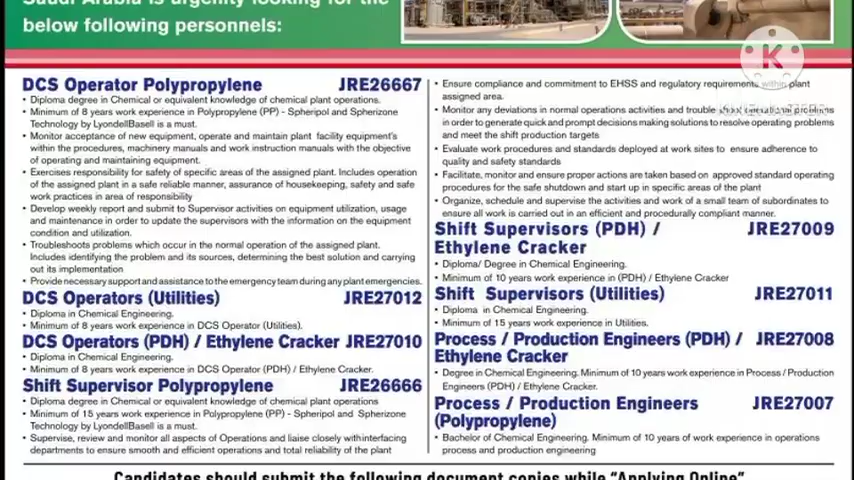 Saudi Arabia is urgently looking for the
below following personnels:
DCS Operator Polypropylene JRE26667
• Diploma degree in Chemical or equivalent knowledge of chemical plant operations.
• Minimum of 8 years work experience in Polypropylene (PP) - Spheripol and Spherizone
Technology by LyondellBasell is a must.
• Monitor acceptance of new equipment, operate and maintain plant facility equipment's
within the procedures, machinery manuals and work instruction manuals with the objective
of operating and maintaining equipment.
• Exercises responsibility for safety of specific areas of the assigned plant. Includes operation
of the assigned plant in a safe reliable manner, assurance of housekeeping, safety and safe
work practices in area of responsibility
• Develop weekly report and submit to Supervisor activities on equipment utilization, usage
and maintenance in order to update the supervisors with the information on the equipment
condition and utilization.
• Troubleshoots problems which occur in the normal operation of the assigned plant.
Includes identifying the problem and its sources, determining the best solution and carrying
out its implementation
• Provide necessary support and assistance to the emergency team during any plant emergencies.
DCS Operators (Utilities) JRE27012
• Diploma in Chemical Engineering.
• Minimum of 8 years work experience in DCS Operator (Utilities).
DCS Operators (PDH) / Ethylene Cracker JRE27010
• Diploma in Chemical Engineering.
• Minimum of 8 years work experience in DCS Operator (PDH) / Ethylene Cracker.
Shift Supervisor Polypropylene JRE26666
• Diploma degree in Chemical or equivalent knowledge of chemical plant operations
• Minimum of 15 years work experience in Polypropylene (PP) - Spheripol and Spherizone
Technology by LyondellBasell is a must.
• Supervise, review and monitor all aspects of Operations and liaise closely with interfacing
departments to ensure smooth and efficient operations and total reliability of the plant
• Ensure compliance and commitment to EHSS and regulatory requirements within plant
assigned area.
• Monitor any deviations in normal operations activities and trouble shoot operational problems
in order to generate quick and prompt decisions making solutions to resolve operating problems
and meet the shift production targets
• Evaluate work procedures and standards deployed at work sites to ensure adherence to
quality and safety standards
• Facilitate, monitor and ensure proper actions are taken based on approved standard operating
procedures for the safe shutdown and start up in specific areas of the plant
• Organize, schedule and supervise the activities and work of a small team of subordinates to
ensure all work is carried out in an efficient and procedurally compliant manner.
Shift Supervisors (PDH) / JRE27009
Ethylene Cracker
• Diploma/ Degree in Chemical Engineering.
• Minimum of 10 years work experience in (PDH) / Ethylene Cracker
Shift Supervisors (Utilities) JRE27011
• Diploma in Chemical Engineering.
• Minimum of 15 years work experience in Utilities.
Process / Production Engineers (PDH) / JRE27008
Ethylene Cracker
• Degree in Chemical Engineering. Minimum of 10 years work experience in Process / Production
Engineers (PDH) / Ethylene Cracker.
Process / Production Engineers JRE27007
(Polypropylene)
• Bachelor of Chemical Engineering. Minimum of 10 years of work experience in operations
process and production engineering
Candidates should submit the following document copies while "Applying Online"
K